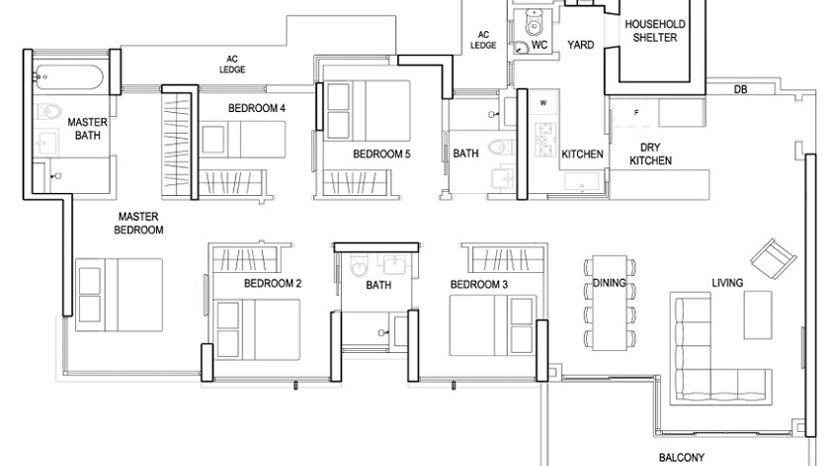 HOUSEHOLD
SHELTER
AC
LEDGE
WC
YARD
AC
LEDGE
DB
BEDROOM 4
W
F
MASTER
BATH
BEDROOM 5
BATH
KITCHEN
DRY
KITCHEN
MASTER
BEDROOM
BEDROOM 2
BATH
BEDROOM 3
DINING
LIVING
BALCONY